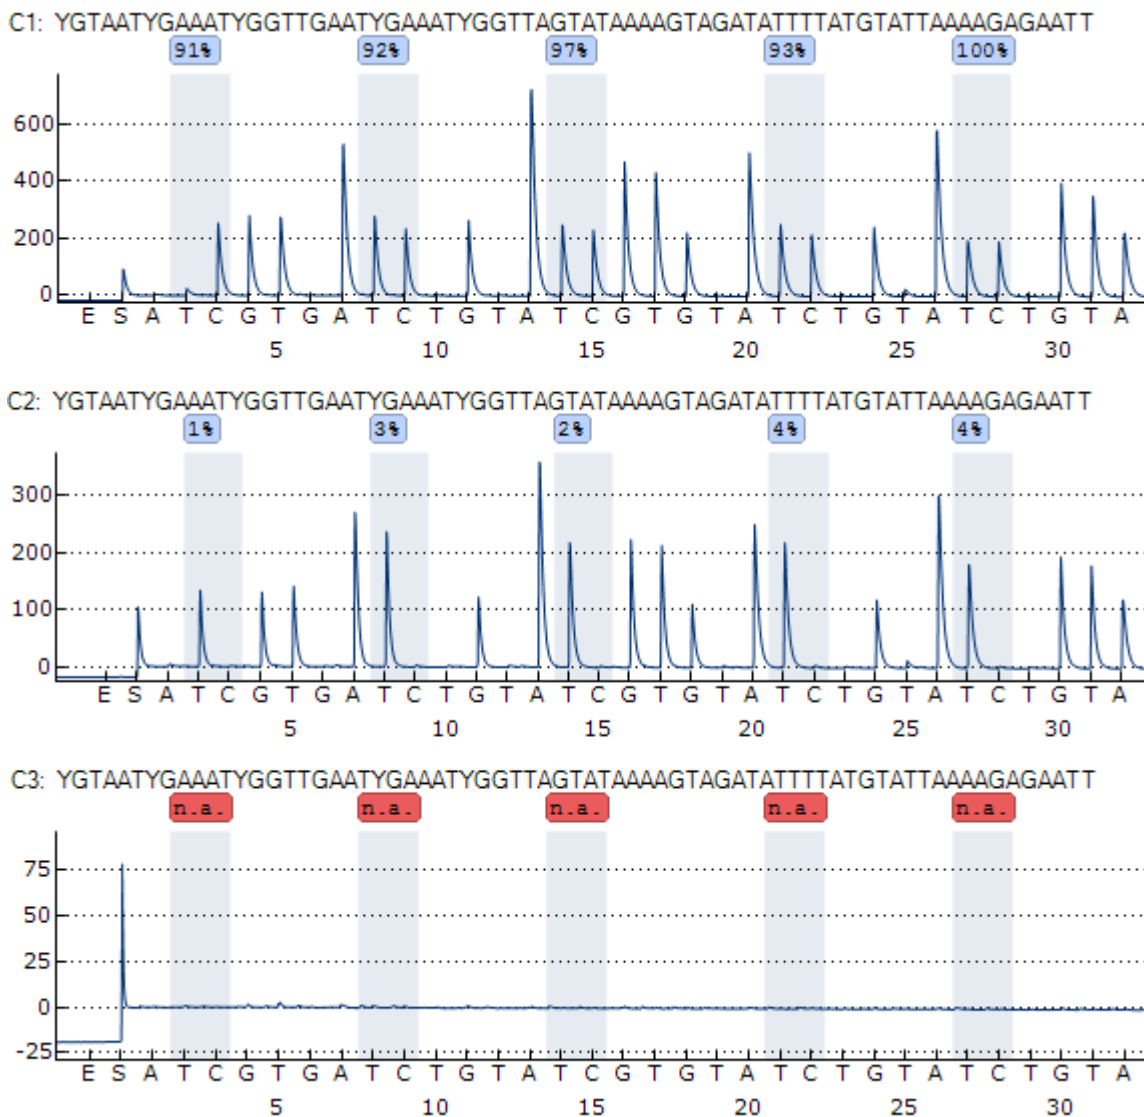 C1: YGTAATYGAAATYGGTTGAATYGAAATYGGTTAGTATAAAAGTAGATATTTTATGTATTAAAAGAGAATT
91% 92% 97% 93% 100%
600
400
200
0
E S A T C G T G A T C T G T A T C G T G T A T C T G T A T C T G T A
5 10 15 20 25 30
C2: YGTAATYGAAATYGGTTGAATYGAAATYGGTTAGTATAAAAGTAGATATTTTATGTATTAAAAGAGAATT
1% 3% 2% 4% 4%
300
200
100
0
E S A T C G T G A T C T G T A T C G T G T A T C T G T A T C T G T A
5 10 15 20 25 30
C3: YGTAATYGAAATYGGTTGAATYGAAATYGGTTAGTATAAAAGTAGATATTTTATGTATTAAAAGAGAATT
n.a. n.a. n.a. n.a. n.a.
75
50
25
0
-25
E S A T C G T G A T C T G T A T C G T G T A T C T G T A T C T G T A
5 10 15 20 25 30